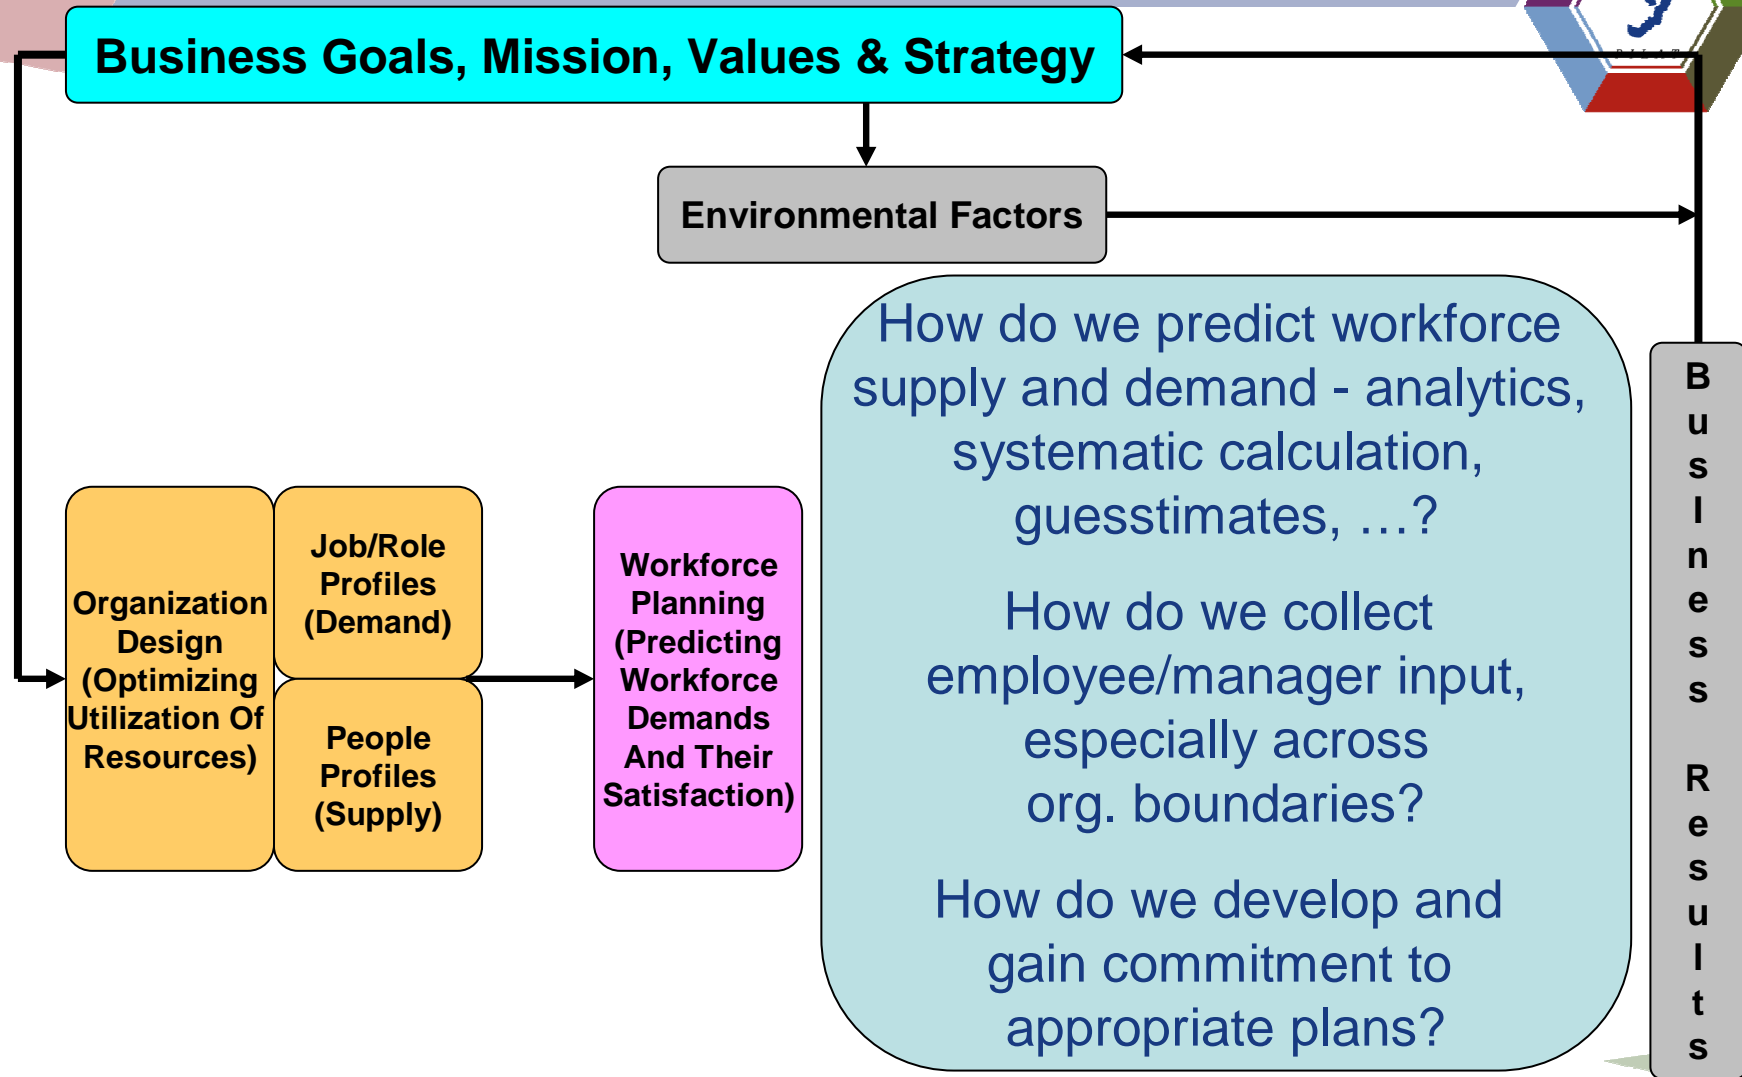 Business Goals, Mission, Values & Strategy
PILAT
Environmental Factors
How do we predict workforce
supply and demand - analytics,
systematic calculation,
guesstimates, …?
How do we collect
employee/manager input,
especially across
org. boundaries?
How do we develop and
gain commitment to
appropriate plans?
Organization
Design
(Optimizing
Utilization Of
Resources)
Job/Role
Profiles
(Demand)
People
Profiles
(Supply)
Workforce
Planning
(Predicting
Workforce
Demands
And Their
Satisfaction)
B
u
s
I
n
e
s
s
R
e
s
u
l
t
s